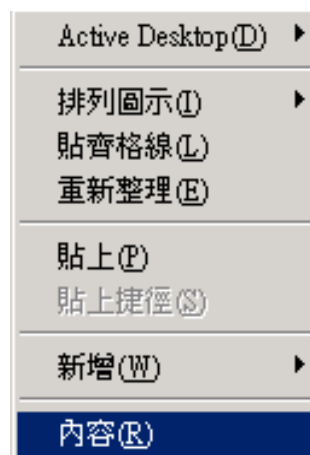 Active Desktop(D)
排列圖示(I)
貼齊格線(L)
重新整理(E)
貼上(P)
貼上捷徑(S)
新增(W)
內容(R)